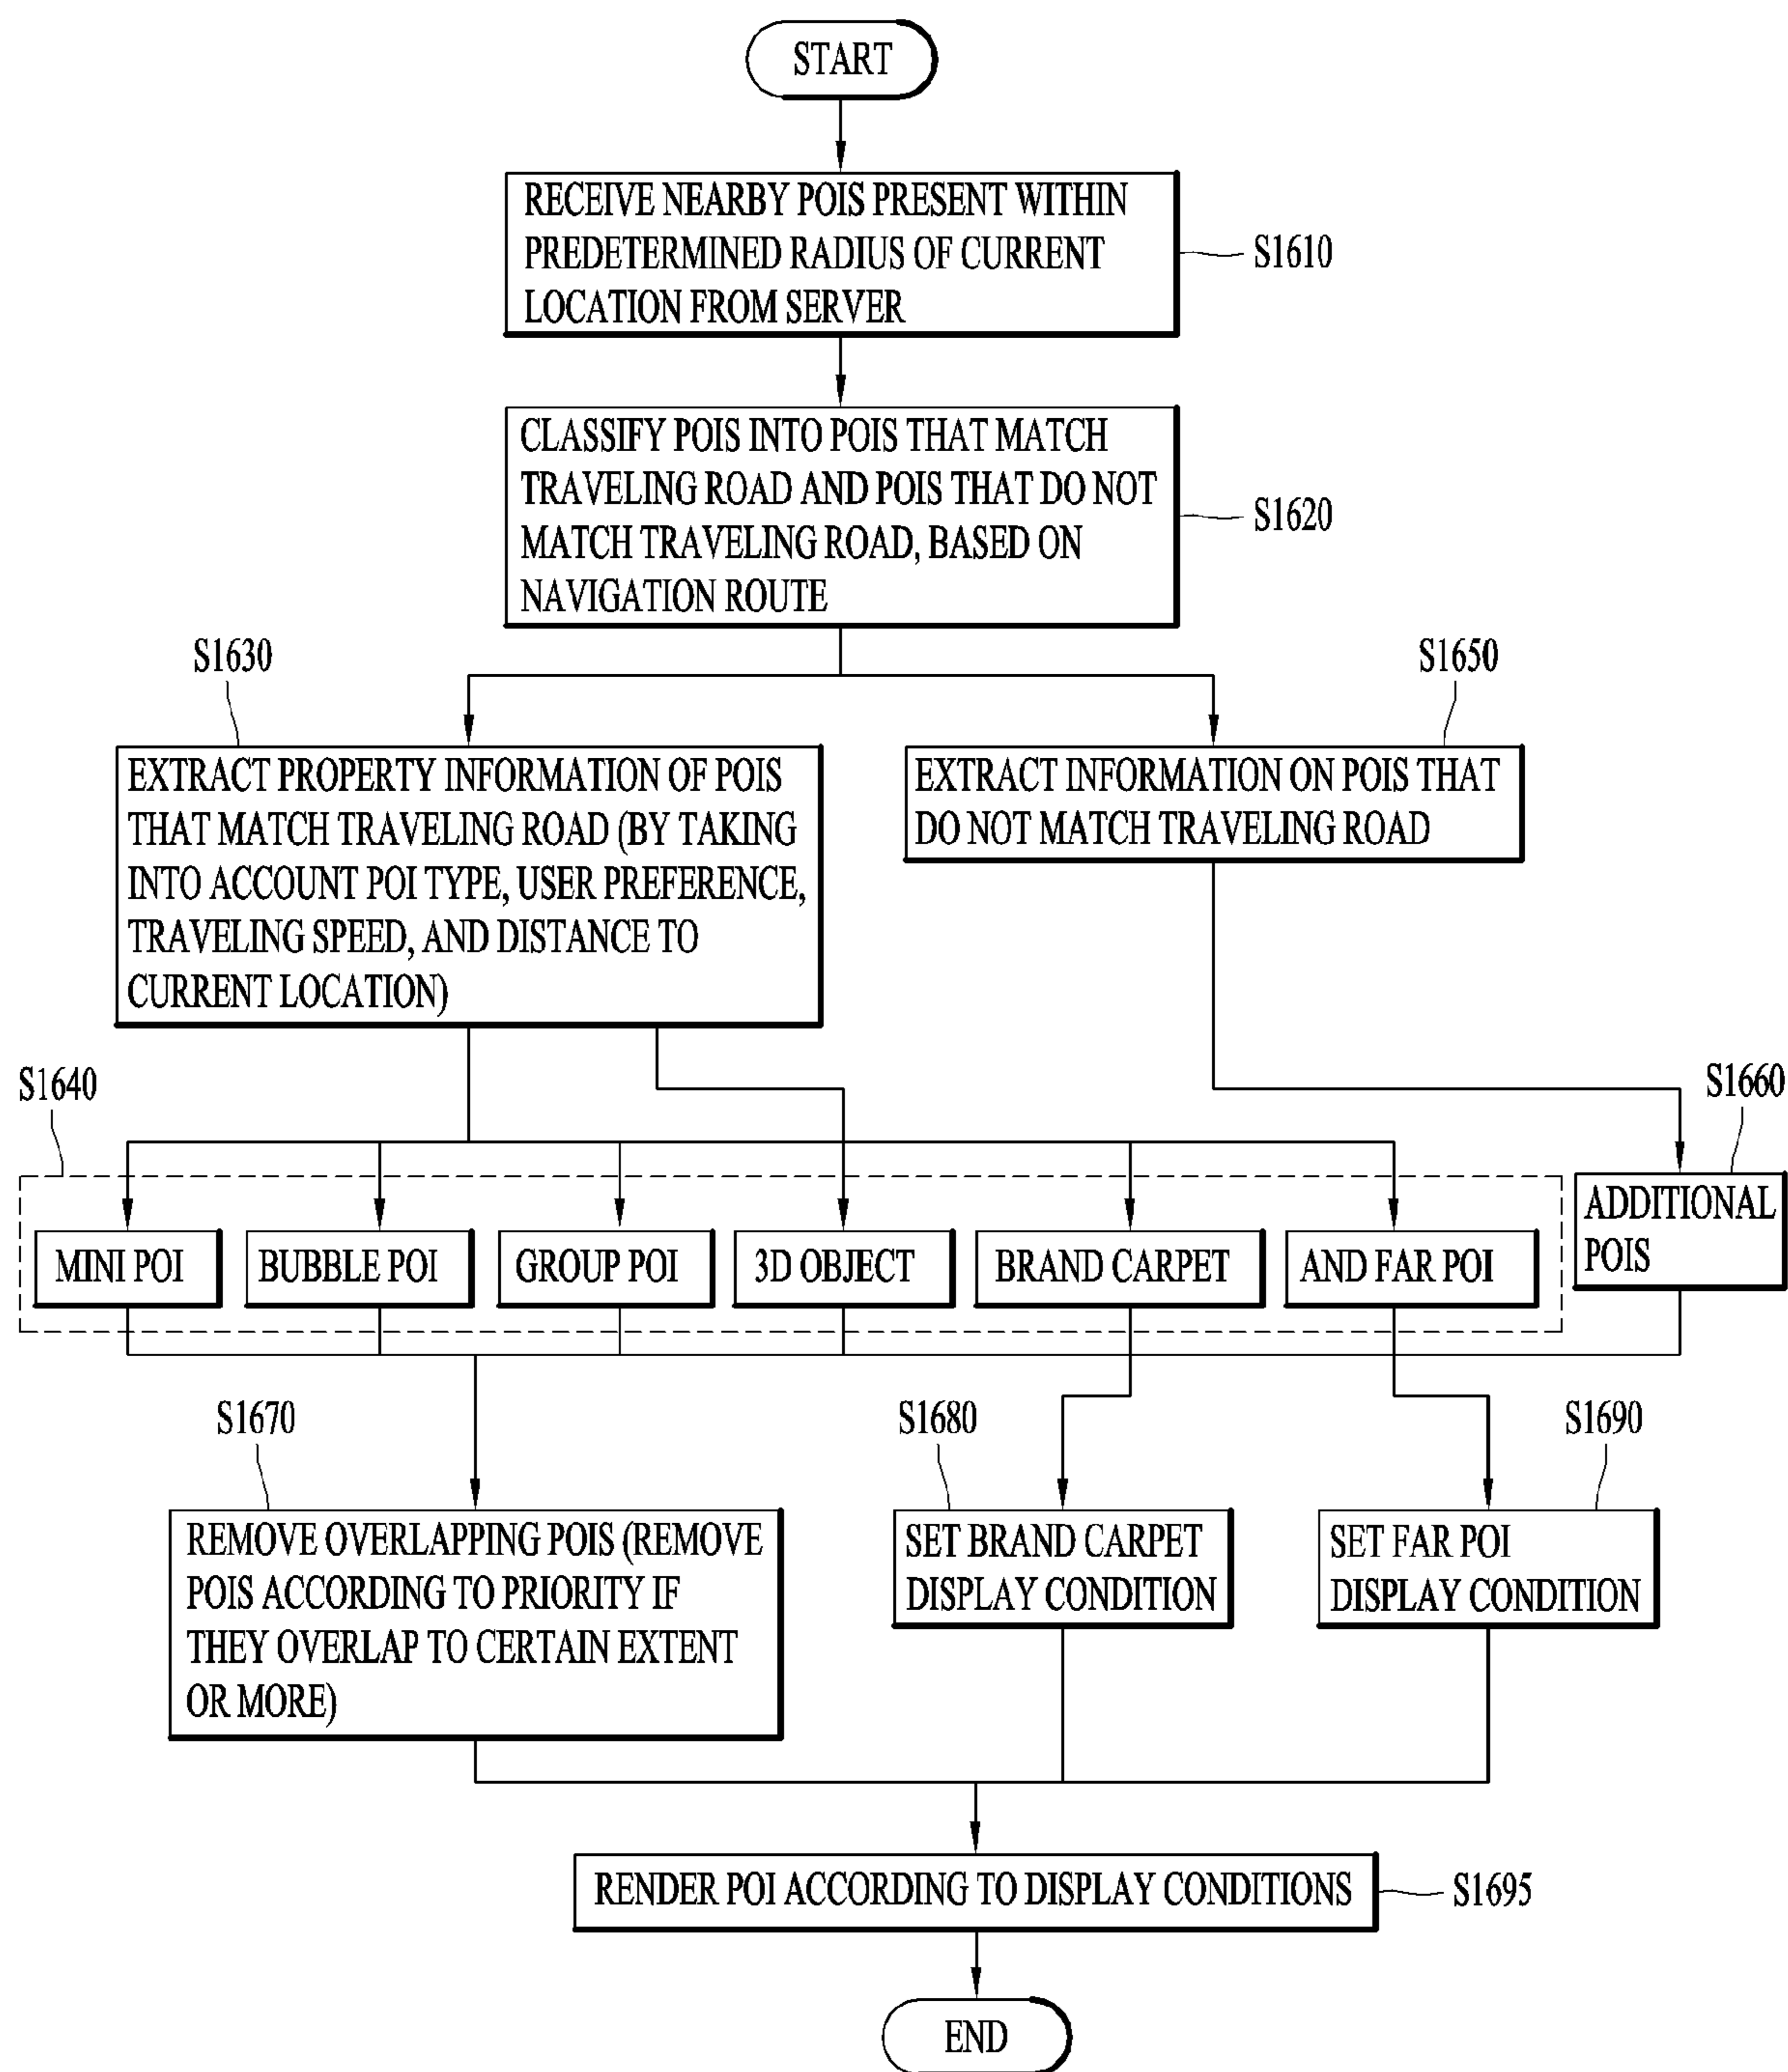 START
RECEIVE NEARBY POIS PRESENT WITHIN
PREDETERMINED RADIUS OF CURRENT
LOCATION FROM SERVER
S1610
CLASSIFY POIS INTO POIS THAT MATCH
TRAVELING ROAD AND POIS THAT DO NOT
MATCH TRAVELING ROAD, BASED ON
NAVIGATION ROUTE
S1620
S1630
S1650
EXTRACT PROPERTY INFORMATION OF POIS
THAT MATCH TRAVELING ROAD (BY TAKING
INTO ACCOUNT POI TYPE, USER PREFERENCE,
TRAVELING SPEED, AND DISTANCE TO
CURRENT LOCATION)
EXTRACT INFORMATION ON POIS THAT
DO NOT MATCH TRAVELING ROAD
S1640
S1660
MINI POI
BUBBLE POI
GROUP POI
3D OBJECT
BRAND CARPET
AND FAR POI
ADDITIONAL
POIS
S1670
S1680
S1690
REMOVE OVERLAPPING POIS (REMOVE
POIS ACCORDING TO PRIORITY IF
THEY OVERLAP TO CERTAIN EXTENT
OR MORE)
SET BRAND CARPET
DISPLAY CONDITION
SET FAR POI
DISPLAY CONDITION
RENDER POI ACCORDING TO DISPLAY CONDITIONS
S1695
END